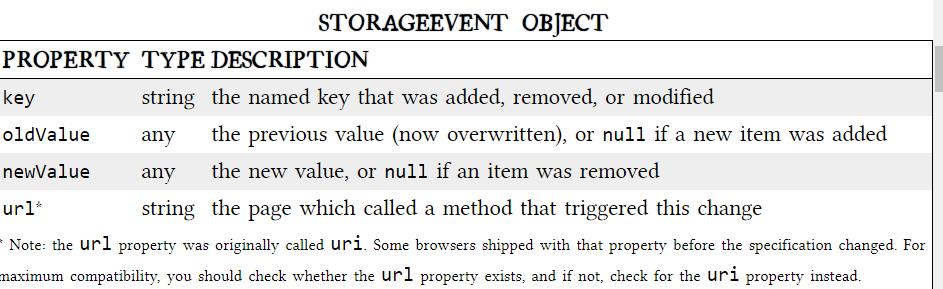 STORAGEEVENT OBJECT
PROPERTY TYPE DESCRIPTION
key string the named key that was added, removed, or modified
oldValue any the previous value (now overwritten), or null if a new item was added
newValue any the new value, or null if an item was removed
url* string the page which called a method that triggered this change
* Note: the url property was originally called uri. Some browsers shipped with that property before the specification changed. For
maximum compatibility, you should check whether the url property exists, and if not, check for the uri property instead.